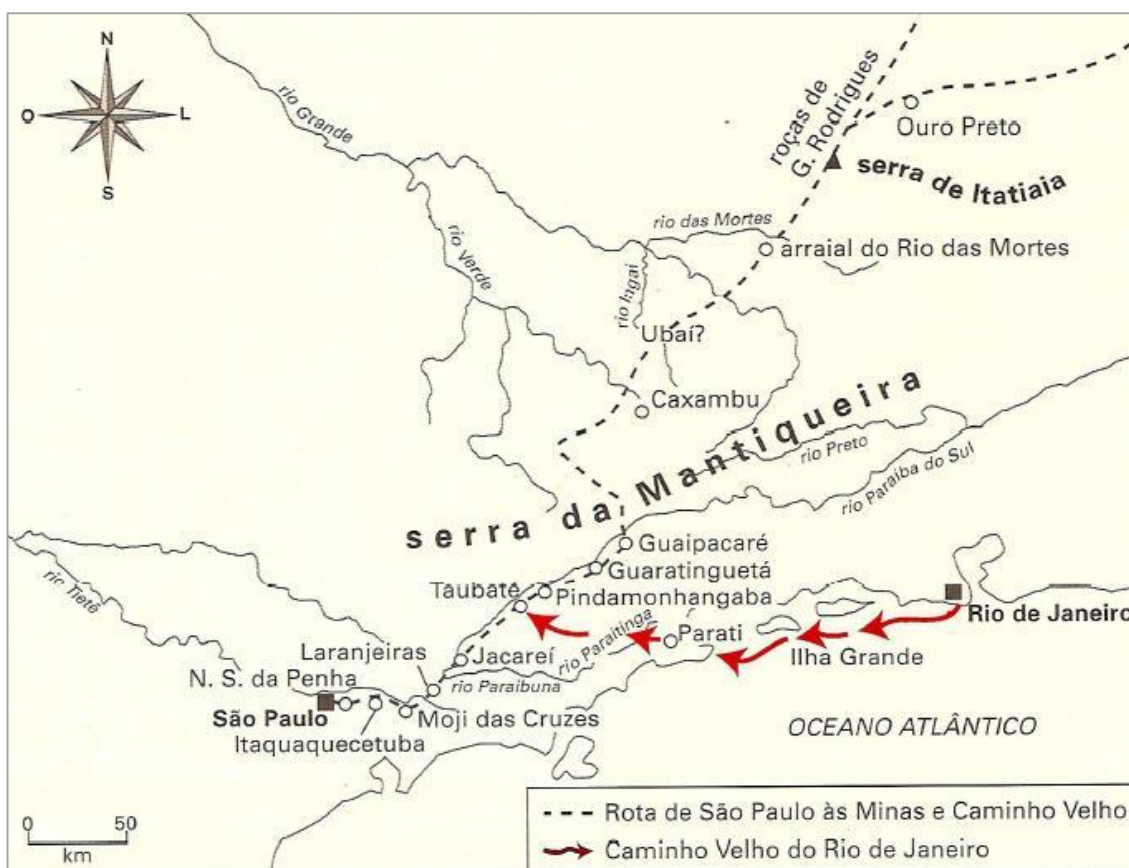 N
O
L
S
rio Grande
roças de
G. Rodrigues
Ouro Preto
serra de Itatiaia
rio das Mortes
arraial do Rio das Mortes
rio Verde
rio Ingaí
Ubaí?
Caxambu
serra da Mantiqueira
rio Preto
rio Paraíba do Sul
Guaipacaré
Guaratinguetá
Taubaté
Pindamonhangaba
rio Tietê
Rio de Janeiro
rio Paraitinga
Parati
Laranjeiras
Jacareí
Ilha Grande
N. S. da Penha
rio Paraibuna
São Paulo
Moji das Cruzes
OCEANO ATLÂNTICO
Itaquaquecetuba
0 50
km
Rota de São Paulo às Minas e Caminho Velho
Caminho Velho do Rio de Janeiro